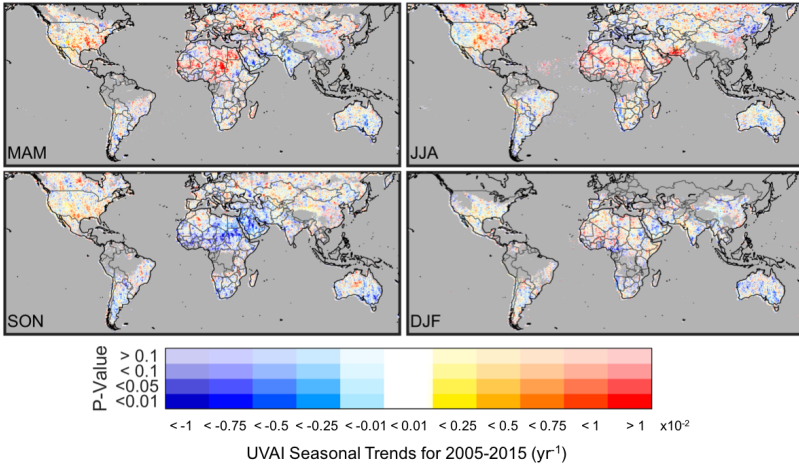 MAM
JJA
SON
DJF
P-Value
> 0.1
< 0.1
<0.05
<0.01
< -1 < -0.75 < -0.5 < -0.25 < -0.01 < 0.01 < 0.25 < 0.5 < 0.75 < 1 > 1 x10-2
UVAI Seasonal Trends for 2005-2015 (yr-1)